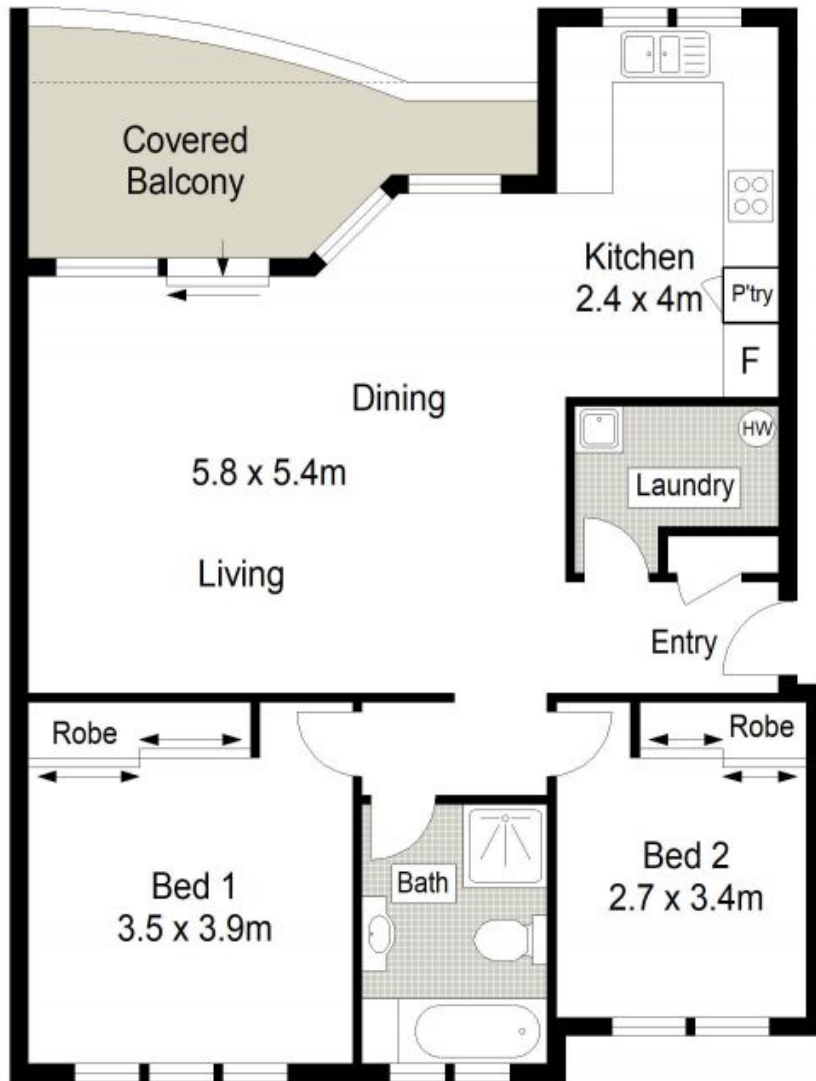 Covered
Balcony
Kitchen
2.4 x 4m
P'try
F
Dining
5.8 x 5.4m
HW
Laundry
Living
Entry
Robe
Robe
Bed 1
3.5 x 3.9m
Bath
Bed 2
2.7 x 3.4m